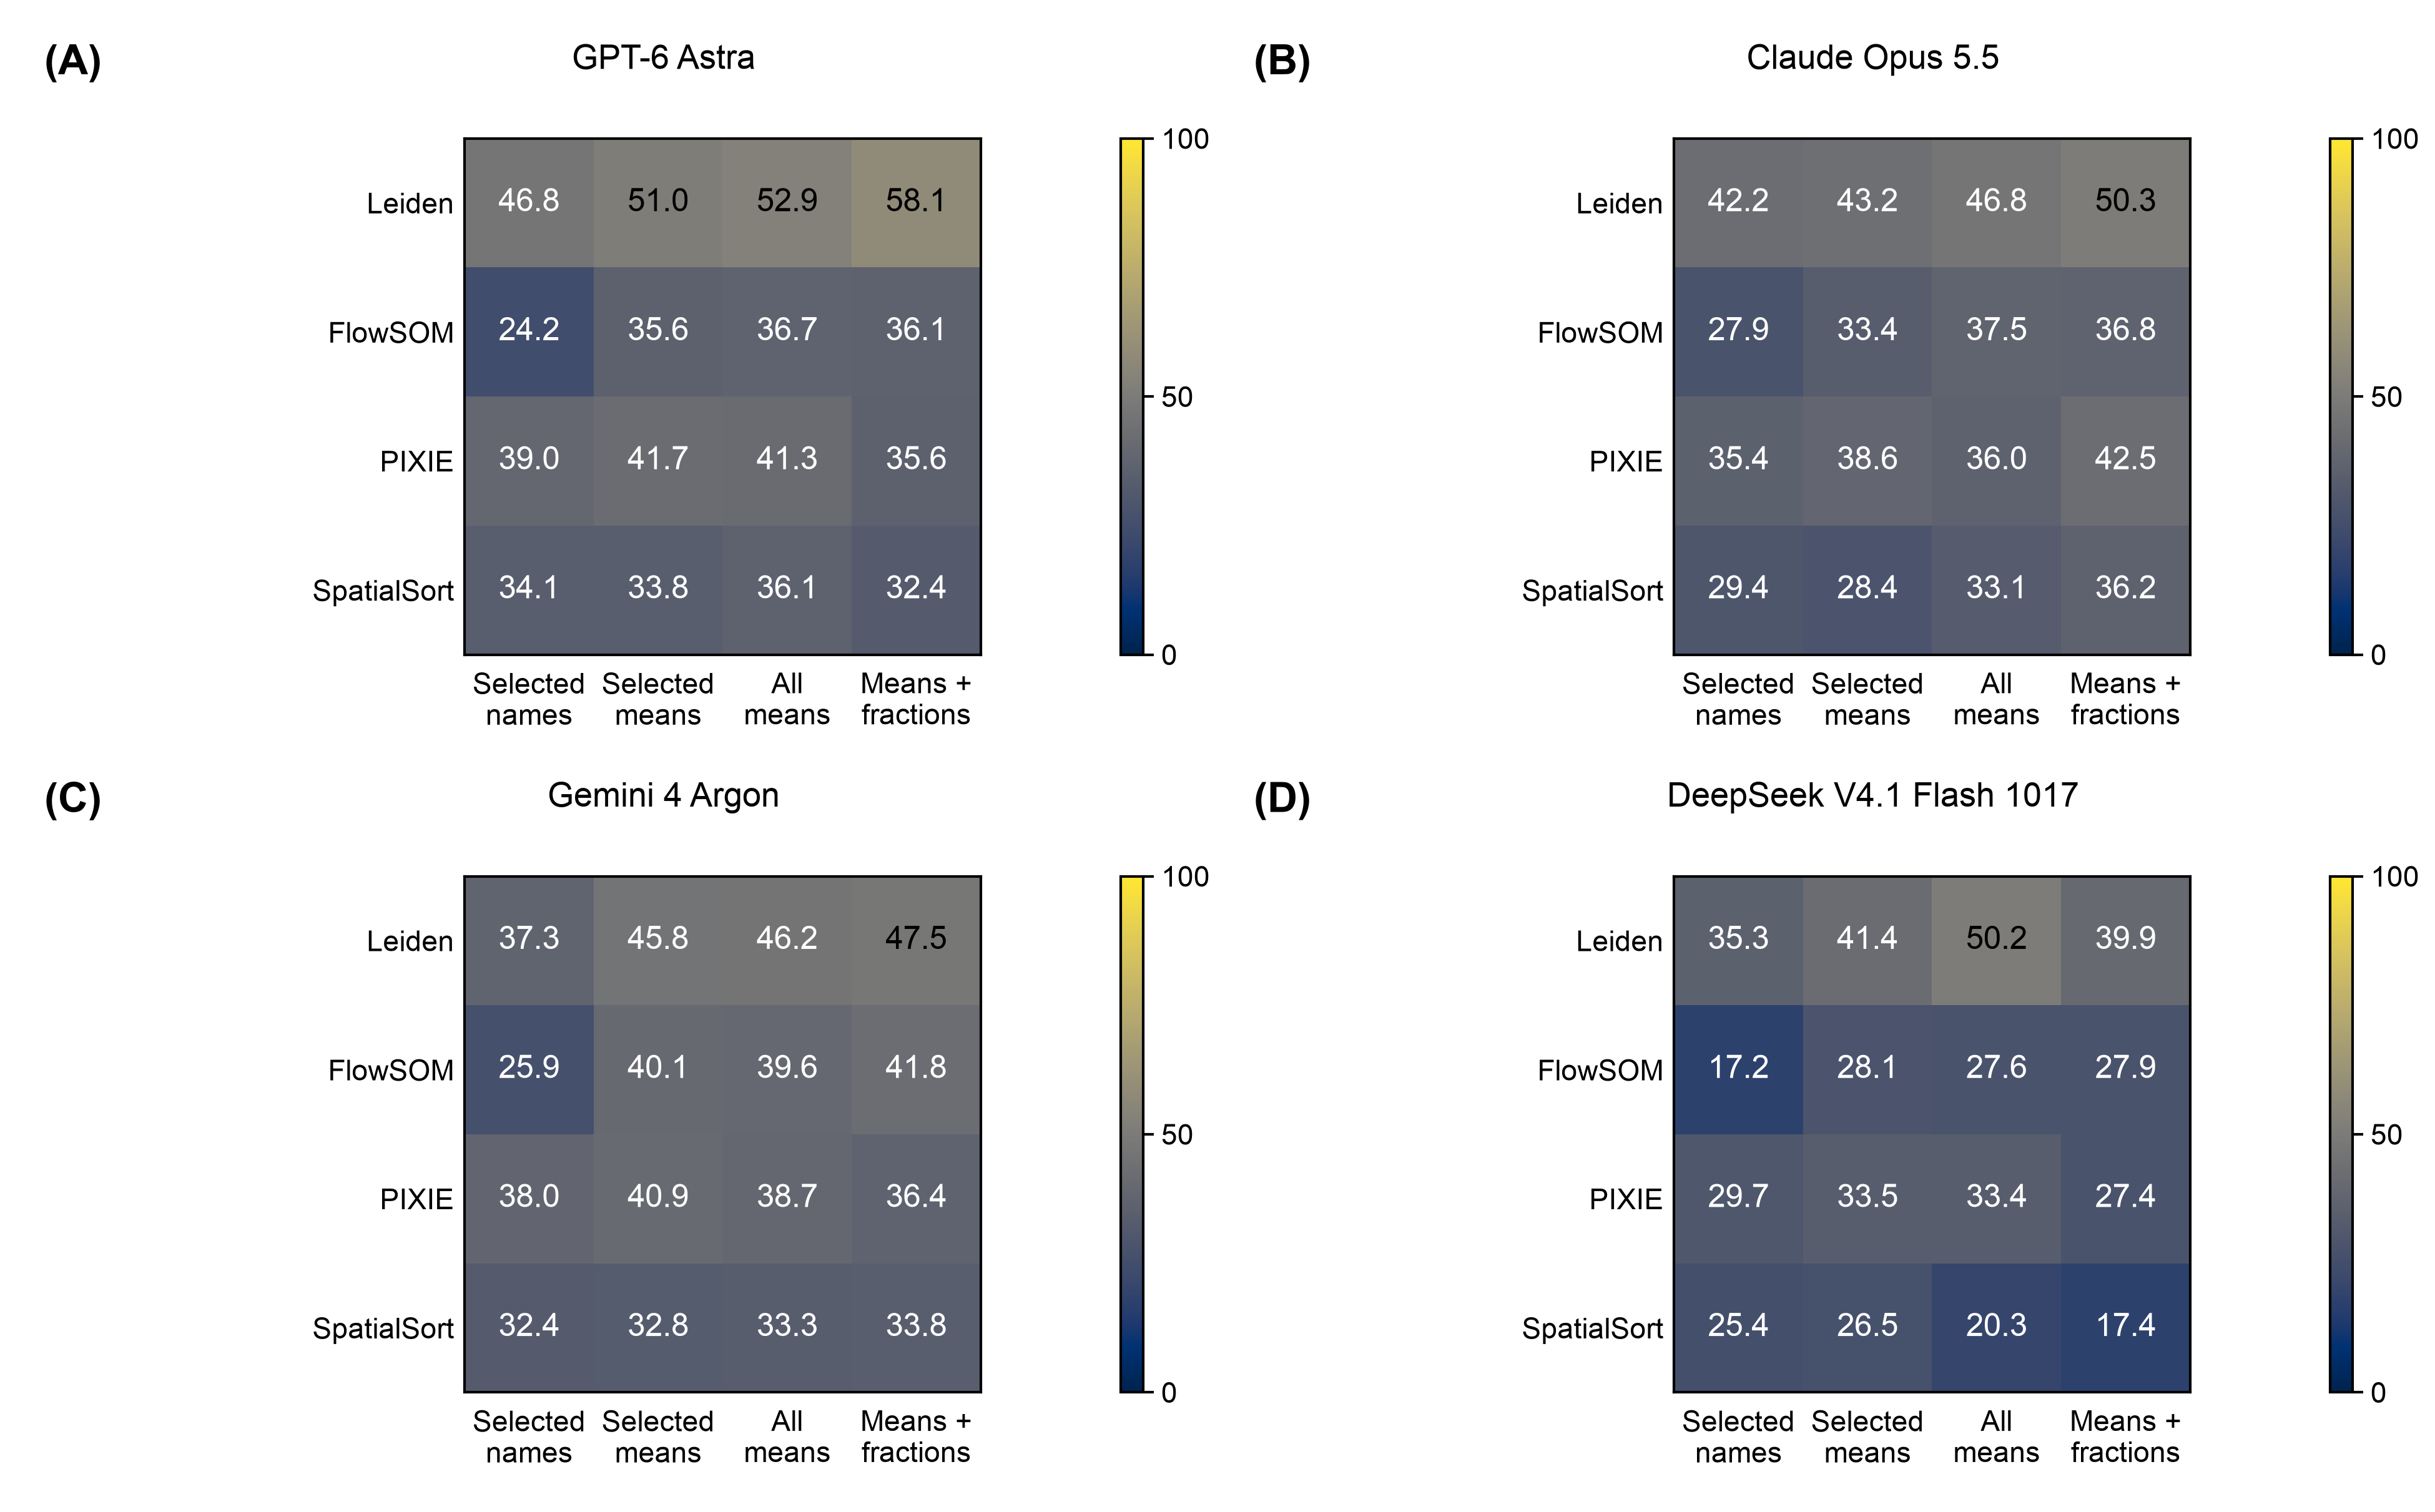 (A)
GPT-6 Astra
100
50
0
Leiden 46.8 51.0 52.9 58.1
FlowSOM 24.2 35.6 36.7 36.1
PIXIE 39.0 41.7 41.3 35.6
SpatialSort 34.1 33.8 36.1 32.4
Selected Selected All Means +
names means means fractions
(B)
Claude Opus 5.5
100
50
0
Leiden 42.2 43.2 46.8 50.3
FlowSOM 27.9 33.4 37.5 36.8
PIXIE 35.4 38.6 36.0 42.5
SpatialSort 29.4 28.4 33.1 36.2
Selected Selected All Means +
names means means fractions
(C)
Gemini 4 Argon
100
50
0
Leiden 37.3 45.8 46.2 47.5
FlowSOM 25.9 40.1 39.6 41.8
PIXIE 38.0 40.9 38.7 36.4
SpatialSort 32.4 32.8 33.3 33.8
Selected Selected All Means +
names means means fractions
(D)
DeepSeek V4.1 Flash 1017
100
50
0
Leiden 35.3 41.4 50.2 39.9
FlowSOM 17.2 28.1 27.6 27.9
PIXIE 29.7 33.5 33.4 27.4
SpatialSort 25.4 26.5 20.3 17.4
Selected Selected All Means +
names means means fractions